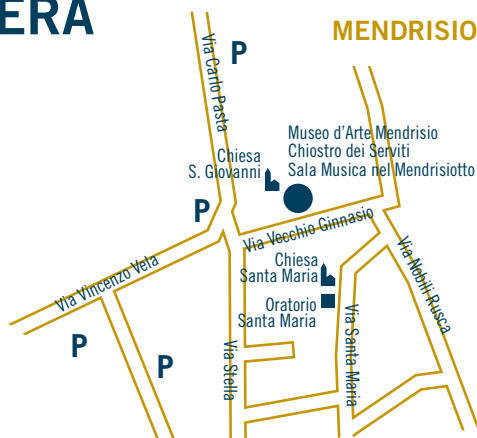 ERA
MENDRISIO
P
Via Carlo Pasta
Museo d'Arte Mendrisio
Chiostro dei Serviti
Sala Musica nel Mendrisiotto
Chiesa
S. Giovanni
P
Via Vecchio Ginnasio
Chiesa
Santa Maria
Via Vincenzo Vela
Via Nobili Rusca
Oratorio
Santa Maria
Via Santa Maria
Via Stella
P
P